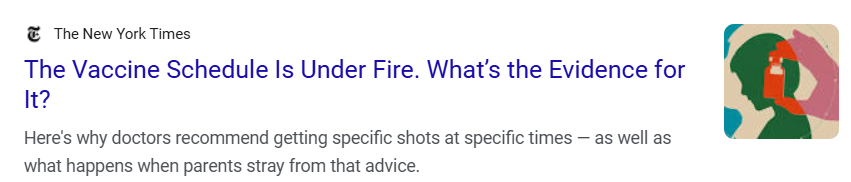 The New York Times
The Vaccine Schedule Is Under Fire. What’s the Evidence for
It?
Here's why doctors recommend getting specific shots at specific times — as well as
what happens when parents stray from that advice.